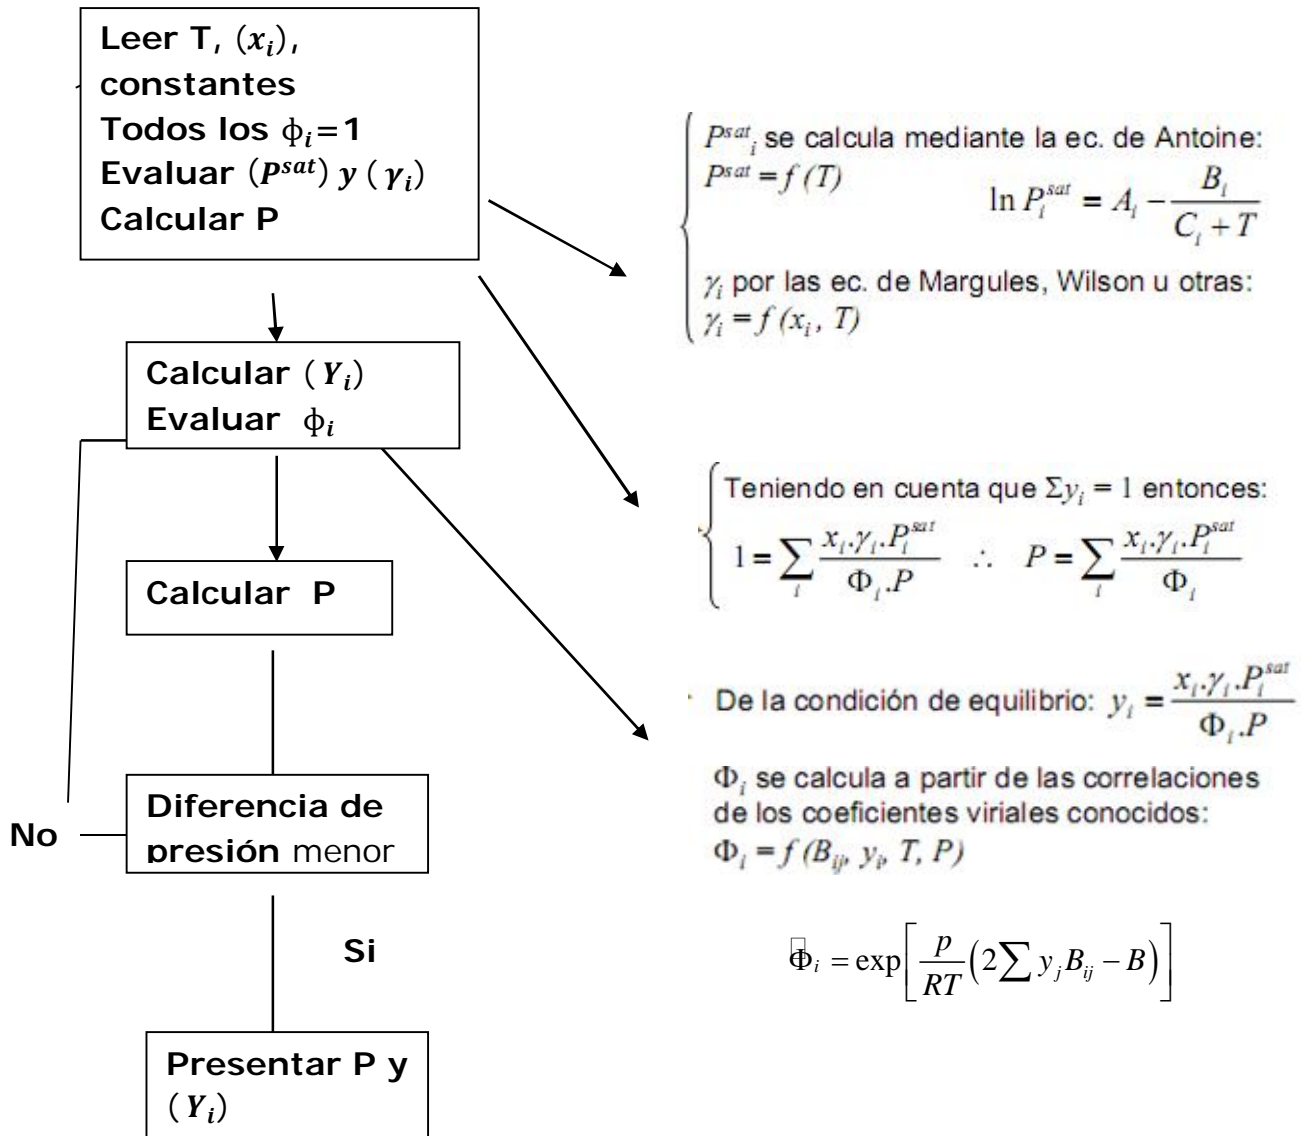 Leer T, (xᵢ),
constantes
Todos los ϕᵢ=1
Evaluar (Pˢᵃᵗ) y (γᵢ)
Calcular P
Calcular (Yᵢ)
Evaluar ϕᵢ
Calcular P
Diferencia de
presión menor
No
Si
Presentar P y
(Yᵢ)
Pˢᵃᵗᵢ se calcula mediante la ec. de Antoine:
Pˢᵃᵗ = f (T) ln Pᵢˢᵃᵗ = Aᵢ − Bᵢ / (Cᵢ + T)
γᵢ por las ec. de Margules, Wilson u otras:
γᵢ = f (xᵢ, T)
Teniendo en cuenta que Σyᵢ = 1 entonces:
1 = ∑ᵢ xᵢ.γᵢ.Pᵢˢᵃᵗ / Φᵢ.P ∴ P = ∑ᵢ xᵢ.γᵢ.Pᵢˢᵃᵗ / Φᵢ
De la condición de equilibrio: yᵢ = xᵢ.γᵢ.Pᵢˢᵃᵗ / Φᵢ.P
Φᵢ se calcula a partir de las correlaciones
de los coeficientes viriales conocidos:
Φᵢ = f (Bᵢⱼ, yᵢ, T, P)
Φᵢ = exp[ p/RT (2∑ yⱼ Bᵢⱼ − B) ]